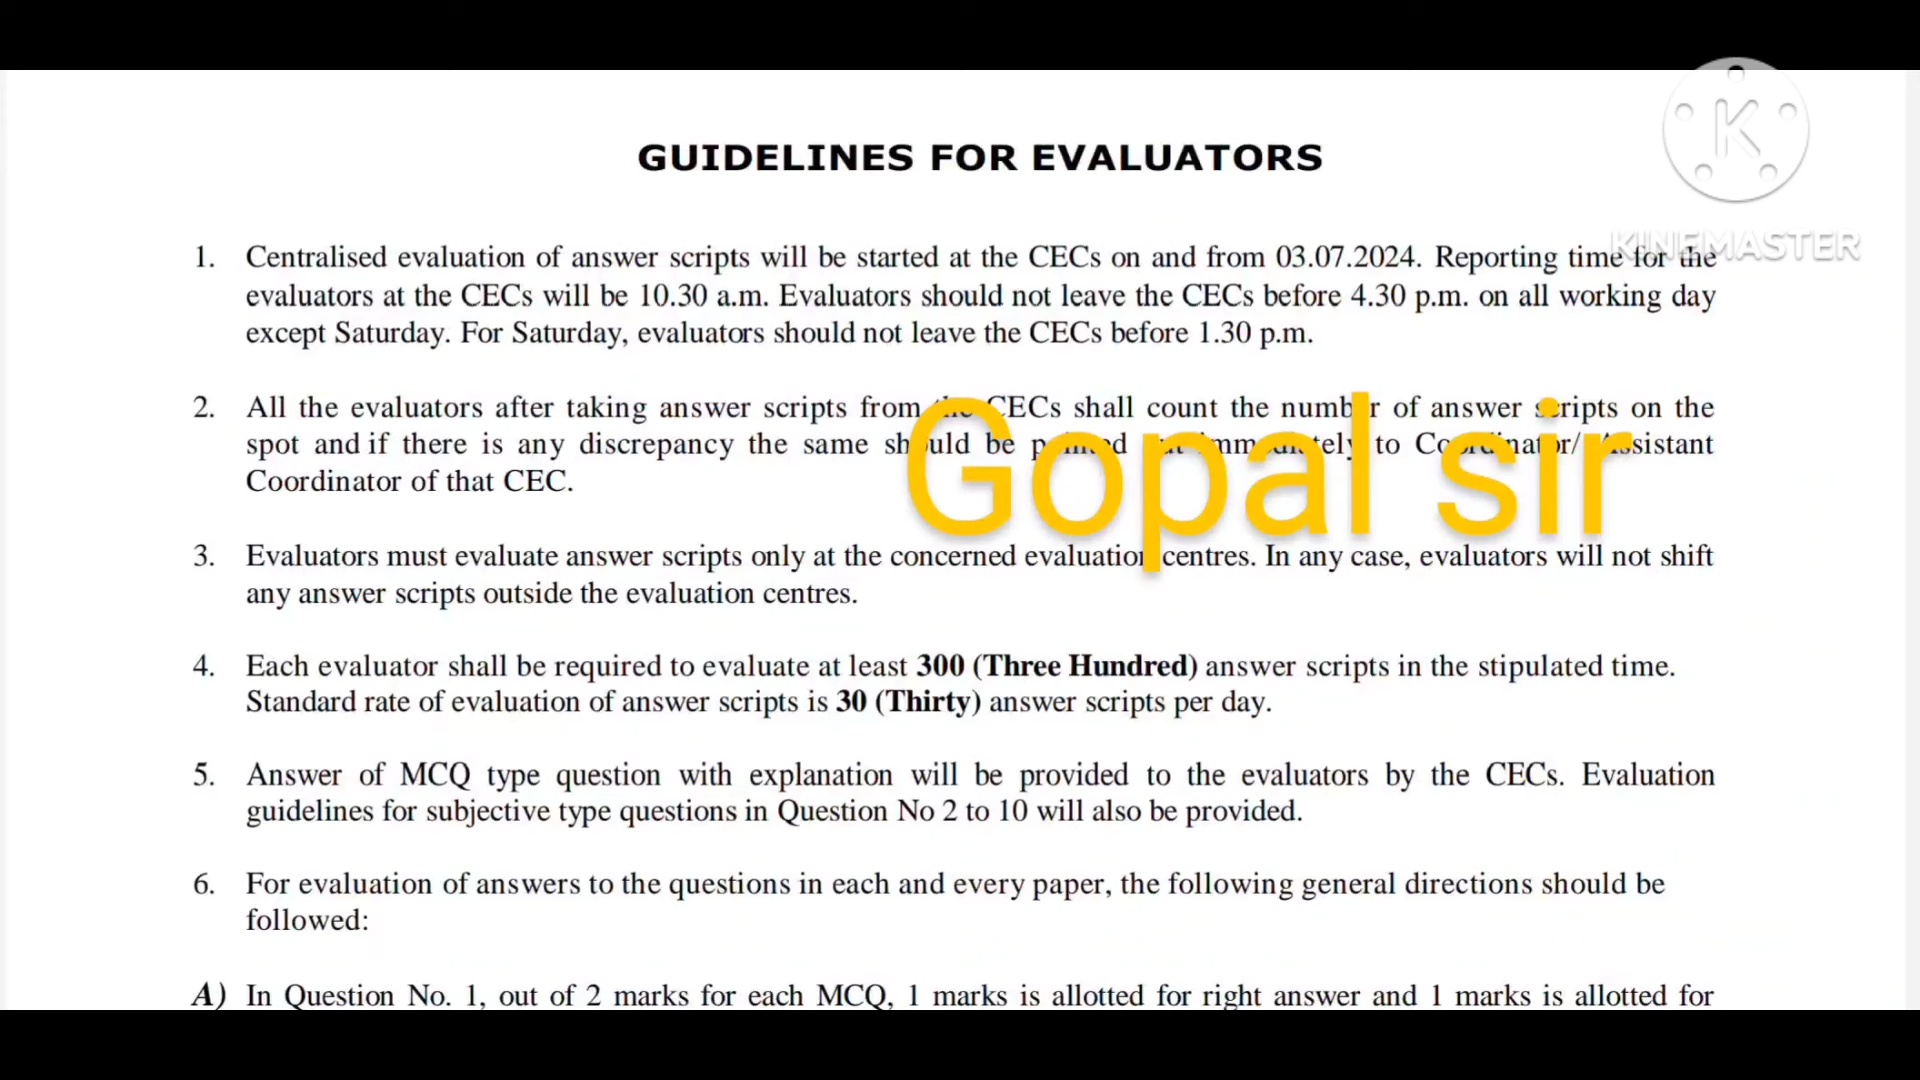 GUIDELINES FOR EVALUATORS
K
KINEMASTER
1. Centralised evaluation of answer scripts will be started at the CECs on and from 03.07.2024. Reporting time for the
evaluators at the CECs will be 10.30 a.m. Evaluators should not leave the CECs before 4.30 p.m. on all working day
except Saturday. For Saturday, evaluators should not leave the CECs before 1.30 p.m.
2. All the evaluators after taking answer scripts from the CECs shall count the number of answer scripts on the
spot and if there is any discrepancy the same should be pointed out immediately to Coordinator/ Assistant
Coordinator of that CEC.
Gopal sir
3. Evaluators must evaluate answer scripts only at the concerned evaluation centres. In any case, evaluators will not shift
any answer scripts outside the evaluation centres.
4. Each evaluator shall be required to evaluate at least 300 (Three Hundred) answer scripts in the stipulated time.
Standard rate of evaluation of answer scripts is 30 (Thirty) answer scripts per day.
5. Answer of MCQ type question with explanation will be provided to the evaluators by the CECs. Evaluation
guidelines for subjective type questions in Question No 2 to 10 will also be provided.
6. For evaluation of answers to the questions in each and every paper, the following general directions should be
followed:
A) In Question No. 1, out of 2 marks for each MCQ, 1 marks is allotted for right answer and 1 marks is allotted for